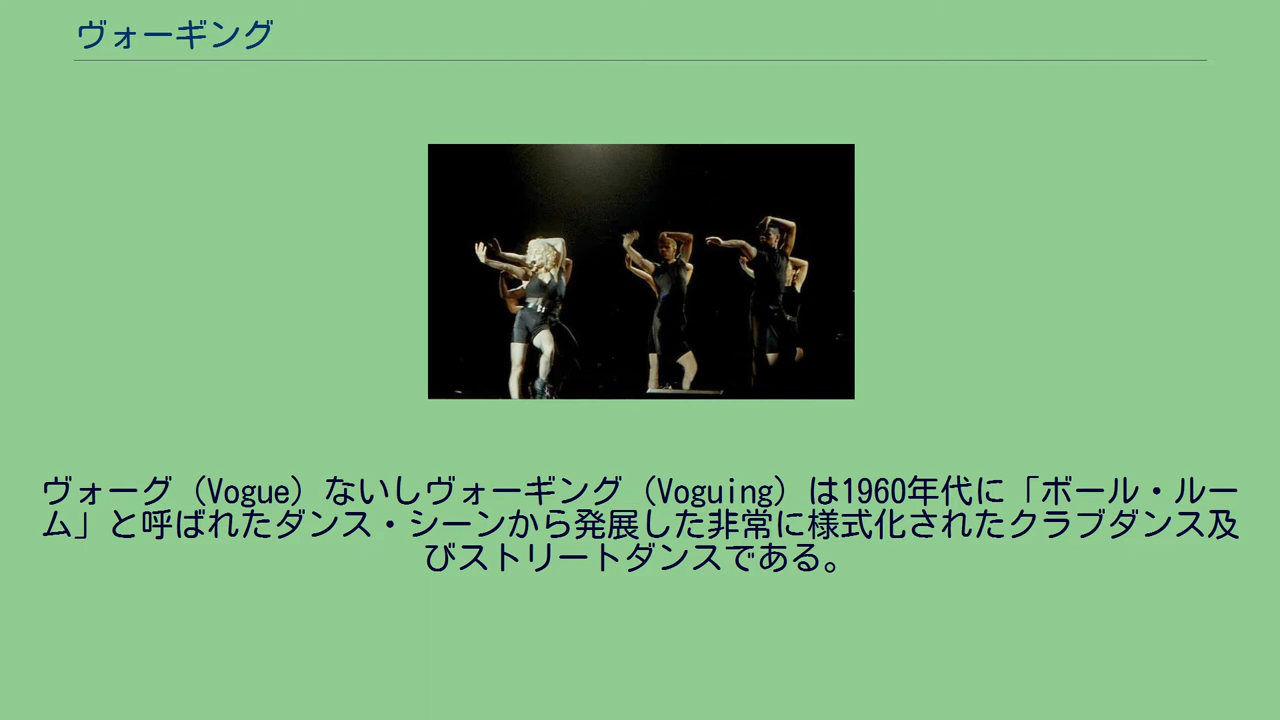 ヴォーギング
ヴォーグ（Vogue）ないしヴォーギング（Voguing）は1960年代に「ボール・ルー
ム」と呼ばれたダンス・シーンから発展した非常に様式化されたクラブダンス及
びストリートダンスである。